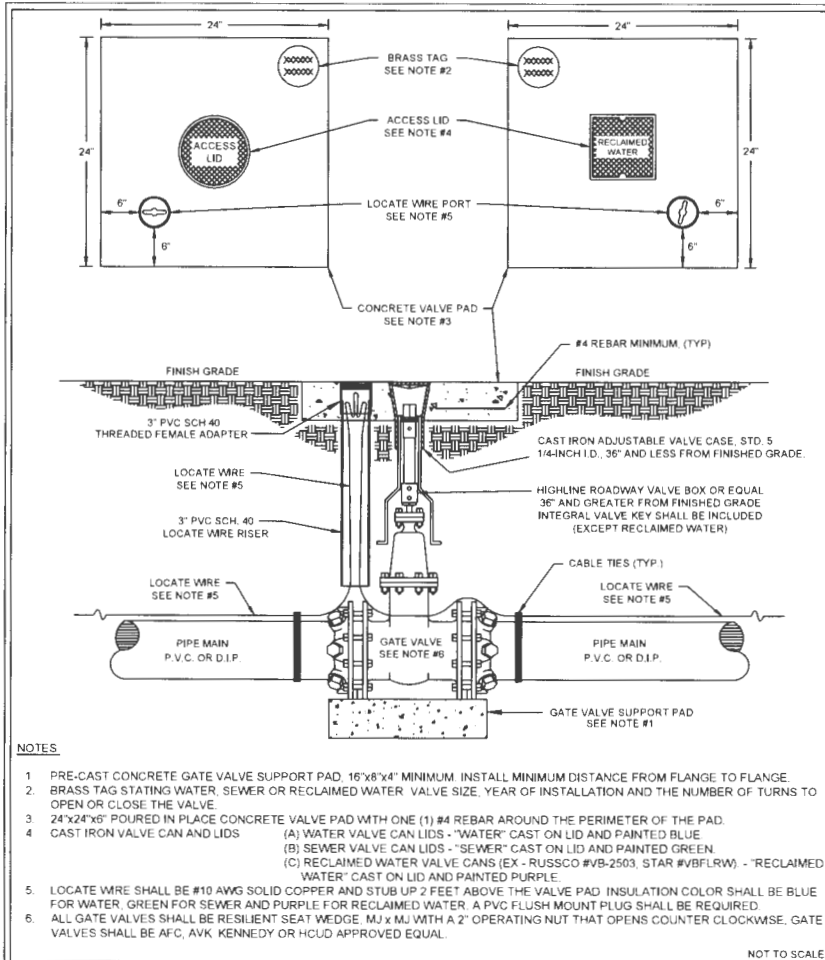 24"
24"
BRASS TAG
SEE NOTE #2
24"
24"
ACCESS LID
SEE NOTE #4
ACCESS
LID
RECLAIMED
WATER
LOCATE WIRE PORT
SEE NOTE #5
6"
6"
6"
6"
CONCRETE VALVE PAD
SEE NOTE #3
#4 REBAR MINIMUM, (TYP)
FINISH GRADE
FINISH GRADE
3" PVC SCH 40
THREADED FEMALE ADAPTER
CAST IRON ADJUSTABLE VALVE CASE, STD. 5
1/4-INCH I.D., 36" AND LESS FROM FINISHED GRADE.
LOCATE WIRE
SEE NOTE #5
HIGHLINE ROADWAY VALVE BOX OR EQUAL
36" AND GREATER FROM FINISHED GRADE
INTEGRAL VALVE KEY SHALL BE INCLUDED
(EXCEPT RECLAIMED WATER)
3" PVC SCH. 40
LOCATE WIRE RISER
CABLE TIES (TYP.)
LOCATE WIRE
SEE NOTE #5
LOCATE WIRE
SEE NOTE #5
PIPE MAIN
P.V.C. OR D.I.P.
GATE VALVE
SEE NOTE #6
PIPE MAIN
P.V.C. OR D.I.P.
GATE VALVE SUPPORT PAD
SEE NOTE #1
NOTES
1 PRE-CAST CONCRETE GATE VALVE SUPPORT PAD, 16"x8"x4" MINIMUM. INSTALL MINIMUM DISTANCE FROM FLANGE TO FLANGE.
2. BRASS TAG STATING WATER, SEWER OR RECLAIMED WATER VALVE SIZE, YEAR OF INSTALLATION AND THE NUMBER OF TURNS TO
OPEN OR CLOSE THE VALVE.
3 24"x24"x6" POURED IN PLACE CONCRETE VALVE PAD WITH ONE (1) #4 REBAR AROUND THE PERIMETER OF THE PAD.
4 CAST IRON VALVE CAN AND LIDS (A) WATER VALVE CAN LIDS - "WATER" CAST ON LID AND PAINTED BLUE.
(B) SEWER VALVE CAN LIDS - "SEWER" CAST ON LID AND PAINTED GREEN.
(C) RECLAIMED WATER VALVE CANS (EX - RUSSCO #VB-2503, STAR #VBFLRW). - "RECLAIMED
WATER" CAST ON LID AND PAINTED PURPLE.
5. LOCATE WIRE SHALL BE #10 AWG SOLID COPPER AND STUB UP 2 FEET ABOVE THE VALVE PAD INSULATION COLOR SHALL BE BLUE
FOR WATER, GREEN FOR SEWER AND PURPLE FOR RECLAIMED WATER. A PVC FLUSH MOUNT PLUG SHALL BE REQUIRED.
6. ALL GATE VALVES SHALL BE RESILIENT SEAT WEDGE, MJ x MJ WITH A 2" OPERATING NUT THAT OPENS COUNTER CLOCKWISE, GATE
VALVES SHALL BE AFC, AVK KENNEDY OR HCUD APPROVED EQUAL.
NOT TO SCALE